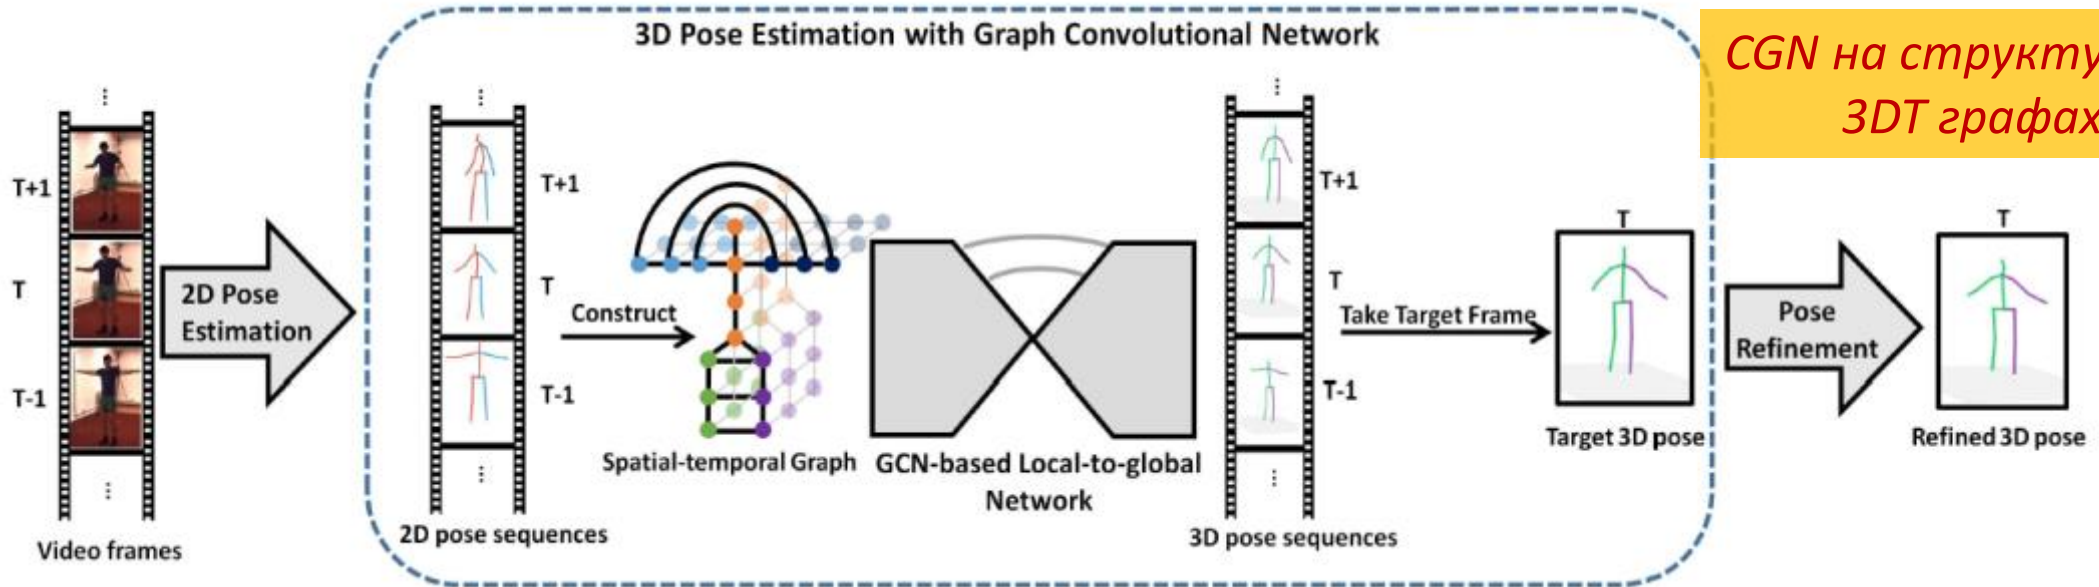 3D Pose Estimation with Graph Convolutional Network
CGN на структу
3DT графах
T+1
T
T-1
Video frames
2D Pose
Estimation
T+1
T
T-1
2D pose sequences
Construct
Spatial-temporal Graph
GCN-based Local-to-global
Network
T+1
T
T-1
3D pose sequences
Take Target Frame
T
Target 3D pose
Pose
Refinement
T
Refined 3D pose